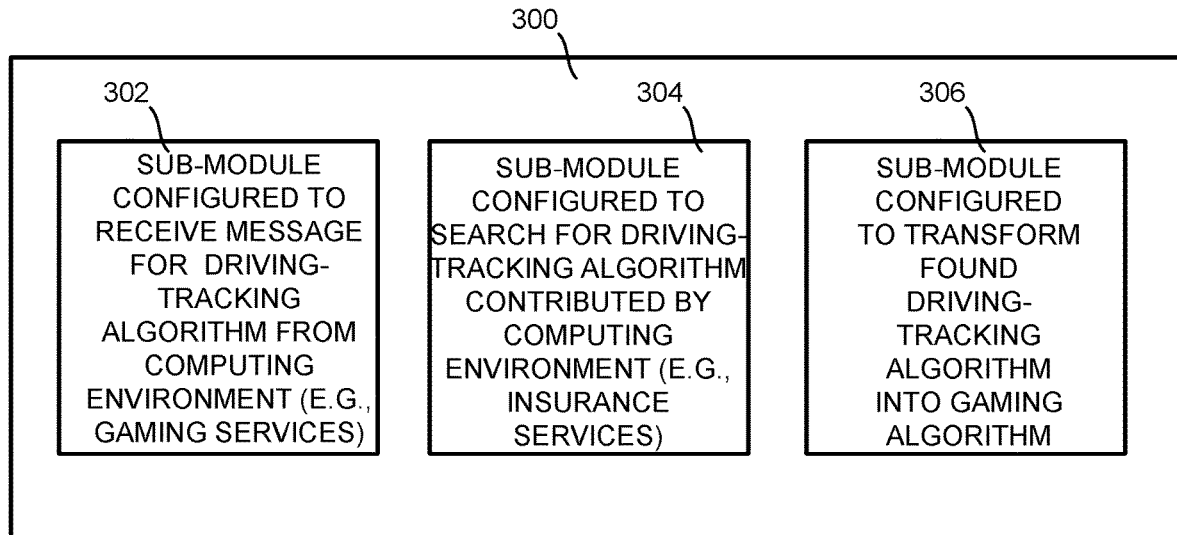 300
302
SUB-MODULE
CONFIGURED TO
RECEIVE MESSAGE
FOR DRIVING-
TRACKING
ALGORITHM FROM
COMPUTING
ENVIRONMENT (E.G.,
GAMING SERVICES)
304
SUB-MODULE
CONFIGURED TO
SEARCH FOR DRIVING-
TRACKING ALGORITHM
CONTRIBUTED BY
COMPUTING
ENVIRONMENT (E.G.,
INSURANCE
SERVICES)
306
SUB-MODULE
CONFIGURED
TO TRANSFORM
FOUND
DRIVING-
TRACKING
ALGORITHM
INTO GAMING
ALGORITHM